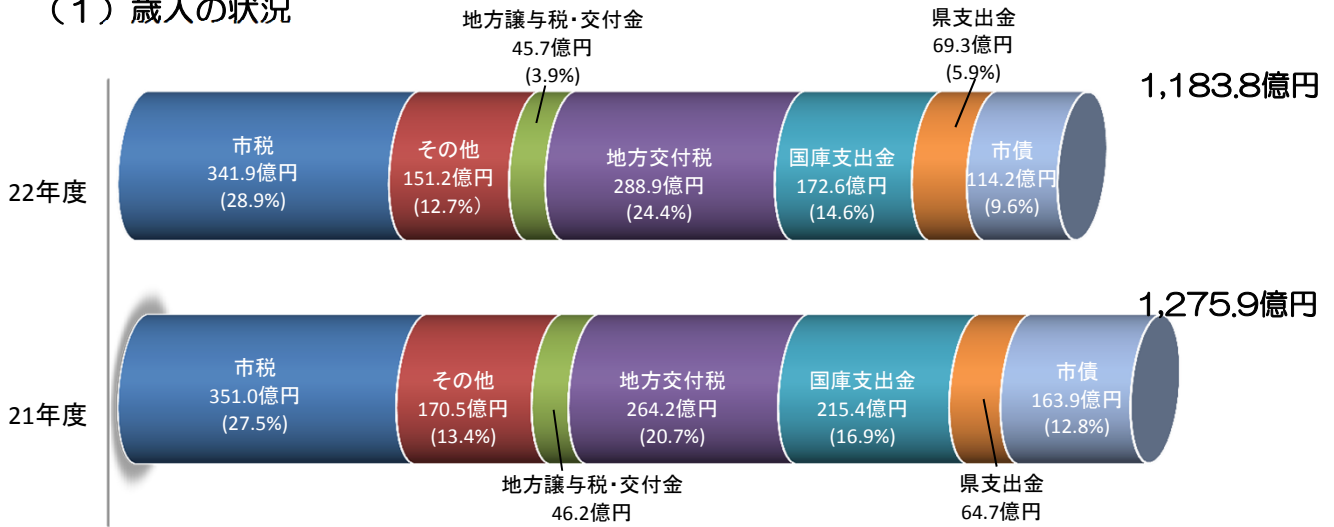 （1）歳入の状況
地方譲与税・交付金
45.7億円
(3.9%)
県支出金
69.3億円
(5.9%)
1,183.8億円
22年度
市税
341.9億円
(28.9%)
その他
151.2億円
(12.7%)
地方交付税
288.9億円
(24.4%)
国庫支出金
172.6億円
(14.6%)
市債
114.2億円
(9.6%)
1,275.9億円
21年度
市税
351.0億円
(27.5%)
その他
170.5億円
(13.4%)
地方交付税
264.2億円
(20.7%)
国庫支出金
215.4億円
(16.9%)
市債
163.9億円
(12.8%)
地方譲与税・交付金
46.2億円
県支出金
64.7億円